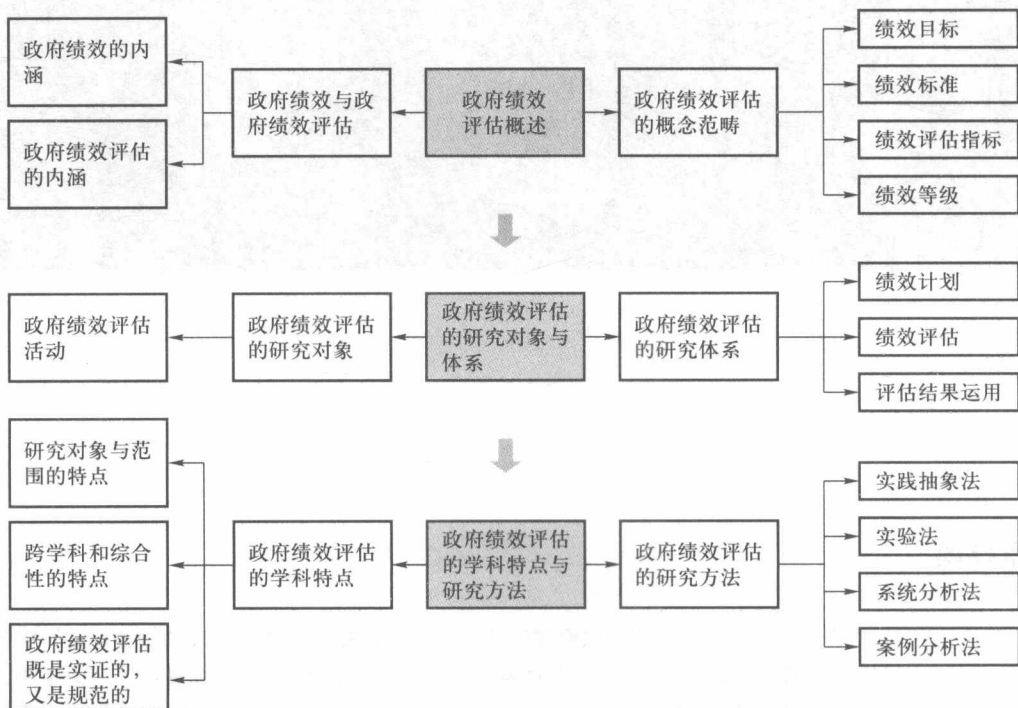 政府绩效的内
涵
政府绩效评估
的内涵
政府绩效与政
府绩效评估
政府绩效
评估概述
政府绩效评估
的概念范畴
绩效目标
绩效标准
绩效评估指标
绩效等级
政府绩效评估
活动
政府绩效评估
的研究对象
政府绩效评估
的研究对象与
体系
政府绩效评估
的研究体系
绩效计划
绩效评估
评估结果运用
研究对象与范
围的特点
跨学科和综合
性的特点
政府绩效评估
既是实证的，
又是规范的
政府绩效评估
的学科特点
政府绩效评估
的学科特点与
研究方法
政府绩效评估
的研究方法
实践抽象法
实验法
系统分析法
案例分析法